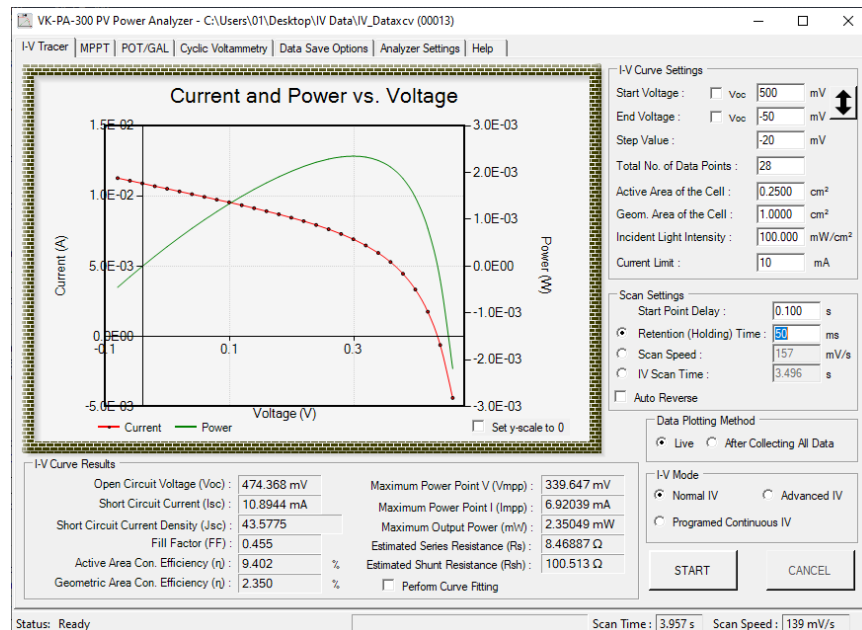 VK-PA-300 PV Power Analyzer - C:\Users\01\Desktop\IV Data\IV_Dataxcv (00013)
I-V Tracer MPPT POT/GAL Cyclic Voltammetry Data Save Options Analyzer Settings Help
Current and Power vs. Voltage
1.5E-02
1.0E-02
5.0E-03
0.0E+00
-5.0E-03
Current (A)
3.0E-03
2.0E-03
1.0E-03
0.0E+00
-1.0E-03
-2.0E-03
-3.0E-03
Power (W)
-0.1 0.1 0.3
Voltage (V)
Current Power
Set y-scale to 0
I-V Curve Settings
Start Voltage : Voc 500 mV
End Voltage : Voc -50 mV
Step Value : -20 mV
Total No. of Data Points : 28
Active Area of the Cell : 0.2500 cm²
Geom. Area of the Cell : 1.0000 cm²
Incident Light Intensity : 100.000 mW/cm²
Current Limit : 10 mA
Scan Settings
Start Point Delay : 0.100 s
Retention (Holding) Time : 50 ms
Scan Speed : 157 mV/s
IV Scan Time : 3.496 s
Auto Reverse
Data Plotting Method
Live After Collecting All Data
I-V Mode
Normal IV Advanced IV
Programed Continuous IV
START CANCEL
I-V Curve Results
Open Circuit Voltage (Voc) : 474.368 mV
Short Circuit Current (Isc) : 10.8944 mA
Short Circuit Current Density (Jsc) : 43.5775
Fill Factor (FF) : 0.455
Active Area Con. Efficiency (η) : 9.402 %
Geometric Area Con. Efficiency (η) : 2.350 %
Maximum Power Point V (Vmpp) : 339.647 mV
Maximum Power Point I (Impp) : 6.92039 mA
Maximum Output Power (mW) : 2.35049 mW
Estimated Series Resistance (Rs) : 8.46887 Ω
Estimated Shunt Resistance (Rsh) : 100.513 Ω
Perform Curve Fitting
Status: Ready
Scan Time : 3.957 s Scan Speed : 139 mV/s